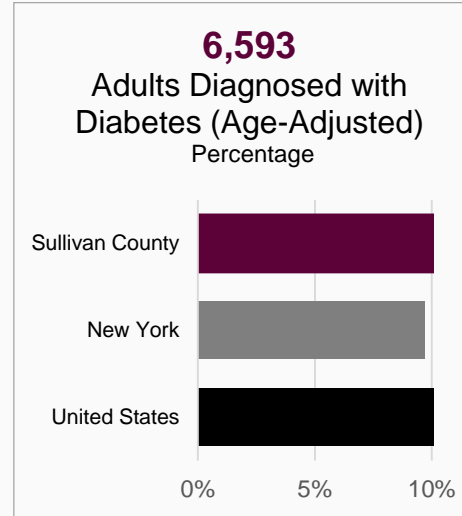 6,593
Adults Diagnosed with
Diabetes (Age-Adjusted)
Percentage
Sullivan County
New York
United States
0% 5% 10%